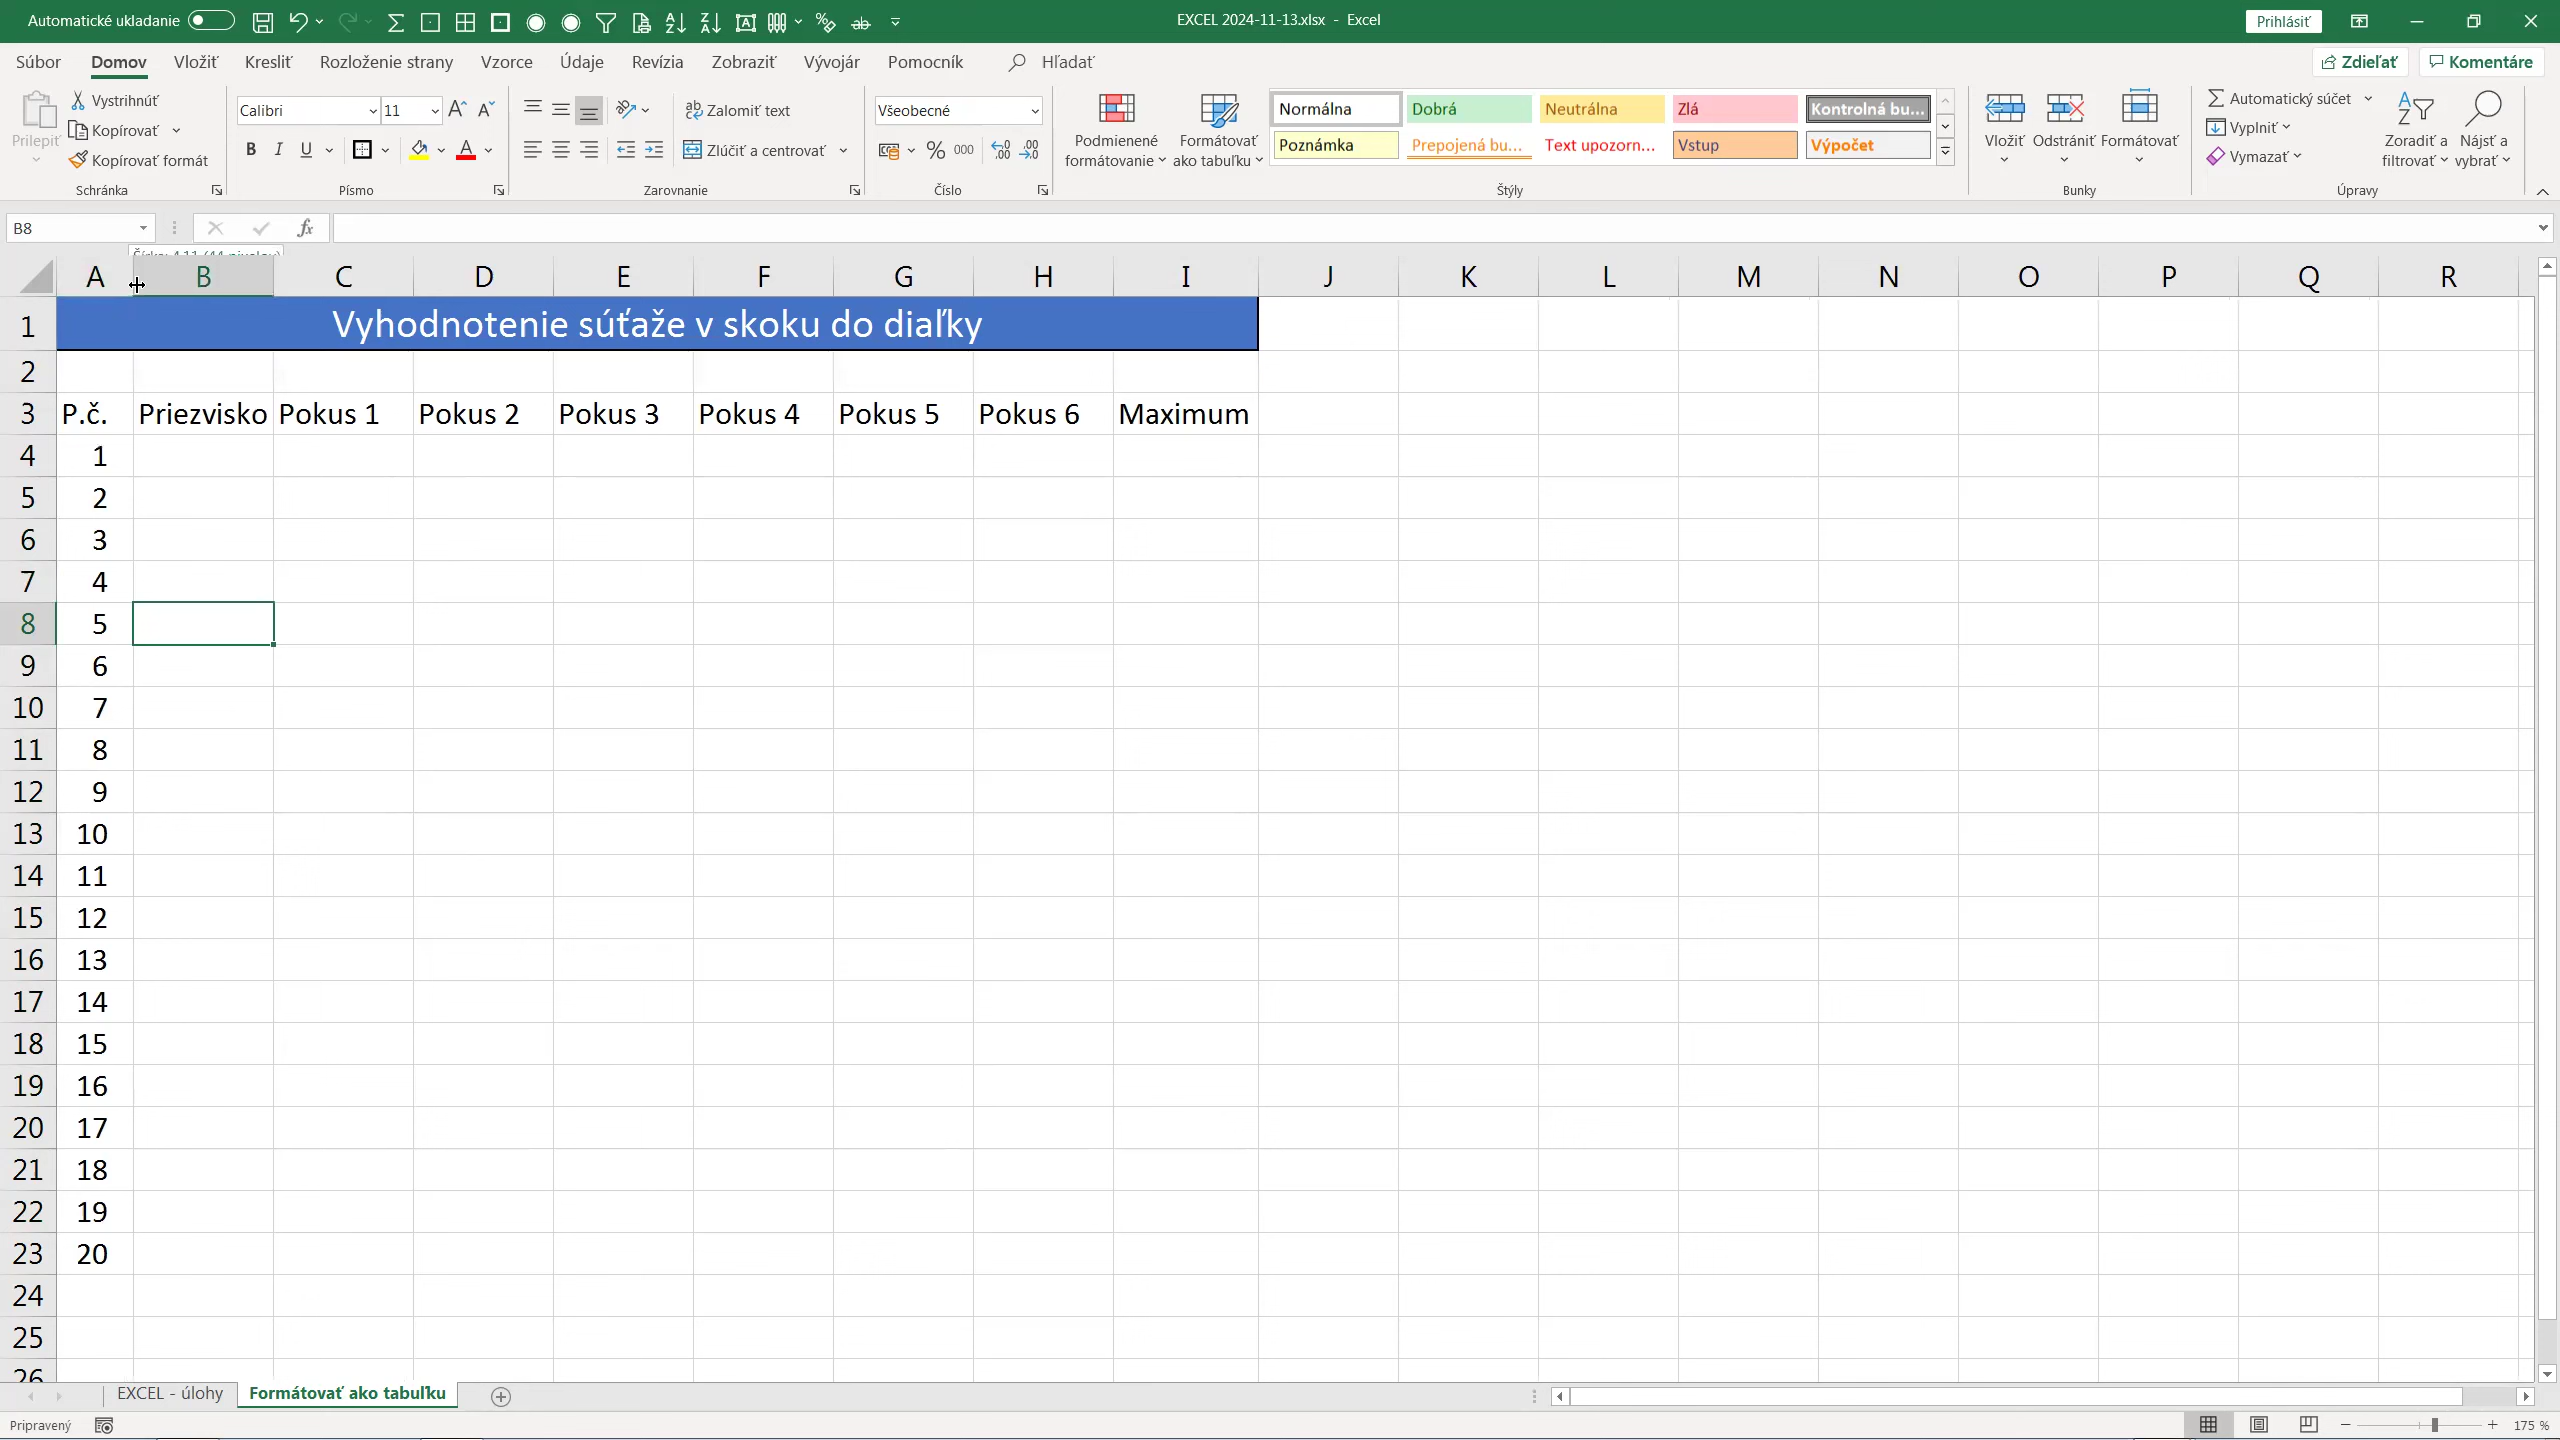 Automatické ukladanie
EXCEL 2024-11-13.xlsx - Excel
Prihlásiť
Súbor
Domov
Vložiť
Kresliť
Rozloženie strany
Vzorce
Údaje
Revízia
Zobraziť
Vývojár
Pomocník
Hľadať
Zdieľať
Komentáre
Prilepiť
Vystrihnúť
Kopírovať
Kopírovať formát
Schránka
Calibri
11
B I U
Písmo
Zalomiť text
Zlúčiť a centrovať
Zarovnanie
Všeobecné
% 000
Číslo
Podmienené
formátovanie
Formátovať
ako tabuľku
Normálna
Dobrá
Neutrálna
Zlá
Kontrolná bu...
Poznámka
Prepojená bu...
Text upozorn...
Vstup
Výpočet
Štýly
Vložiť
Odstrániť
Formátovať
Bunky
Automatický súčet
Vyplniť
Vymazať
Zoradiť a
filtrovať
Nájsť a
vybrať
Úpravy
B8
fx
A B C D E F G H I J K L M N O P Q R
1 Vyhodnotenie súťaže v skoku do diaľky
2
3 P.č. Priezvisko Pokus 1 Pokus 2 Pokus 3 Pokus 4 Pokus 5 Pokus 6 Maximum
4 1
5 2
6 3
7 4
8 5
9 6
10 7
11 8
12 9
13 10
14 11
15 12
16 13
17 14
18 15
19 16
20 17
21 18
22 19
23 20
24
25
26
EXCEL - úlohy
Formátovať ako tabuľku
Pripravený
175 %